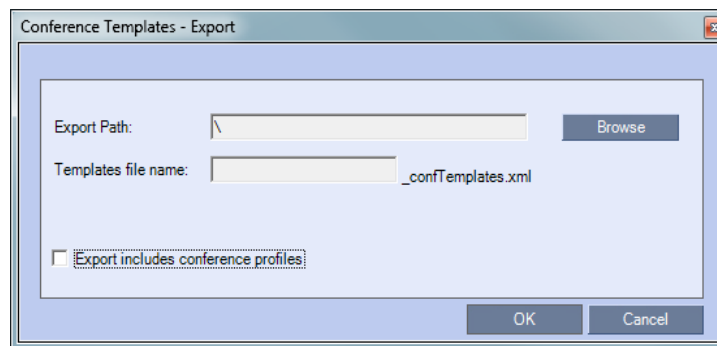 Conference Templates - Export
Export Path: \ Browse
Templates file name: _confTemplates.xml
Export includes conference profiles
OK Cancel